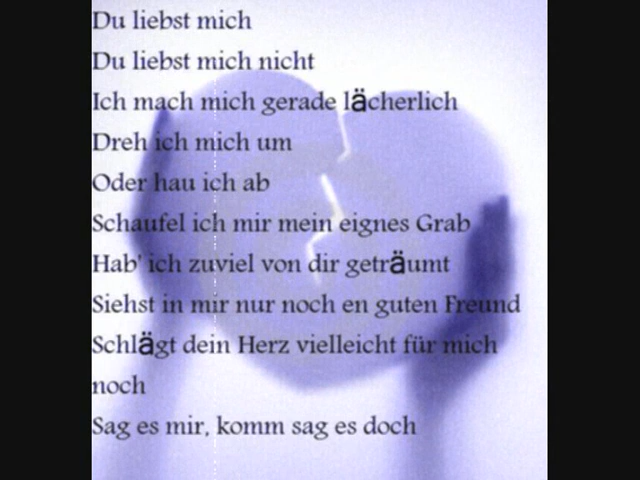 Du liebst mich
Du liebst mich nicht
Ich mach mich gerade lächerlich
Dreh ich mich um
Oder hau ich ab
Schaufel ich mir mein eignes Grab
Hab' ich zuviel von dir geträumt
Siehst in mir nur noch en guten Freund
Schlägt dein Herz vielleicht für mich
noch
Sag es mir, komm sag es doch